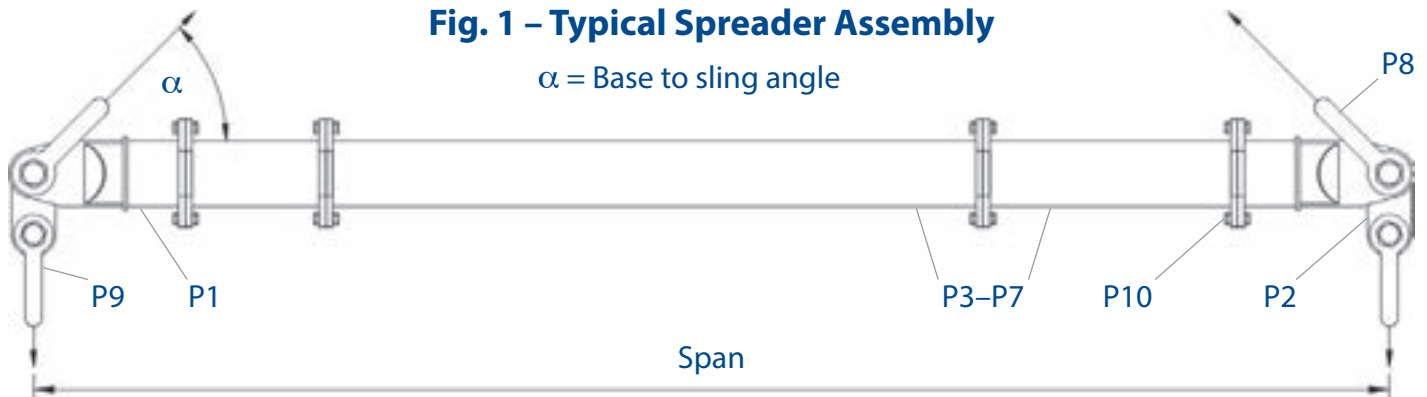 Fig. 1 – Typical Spreader Assembly
α = Base to sling angle
α
P8
P9
P1
P3–P7
P10
P2
Span